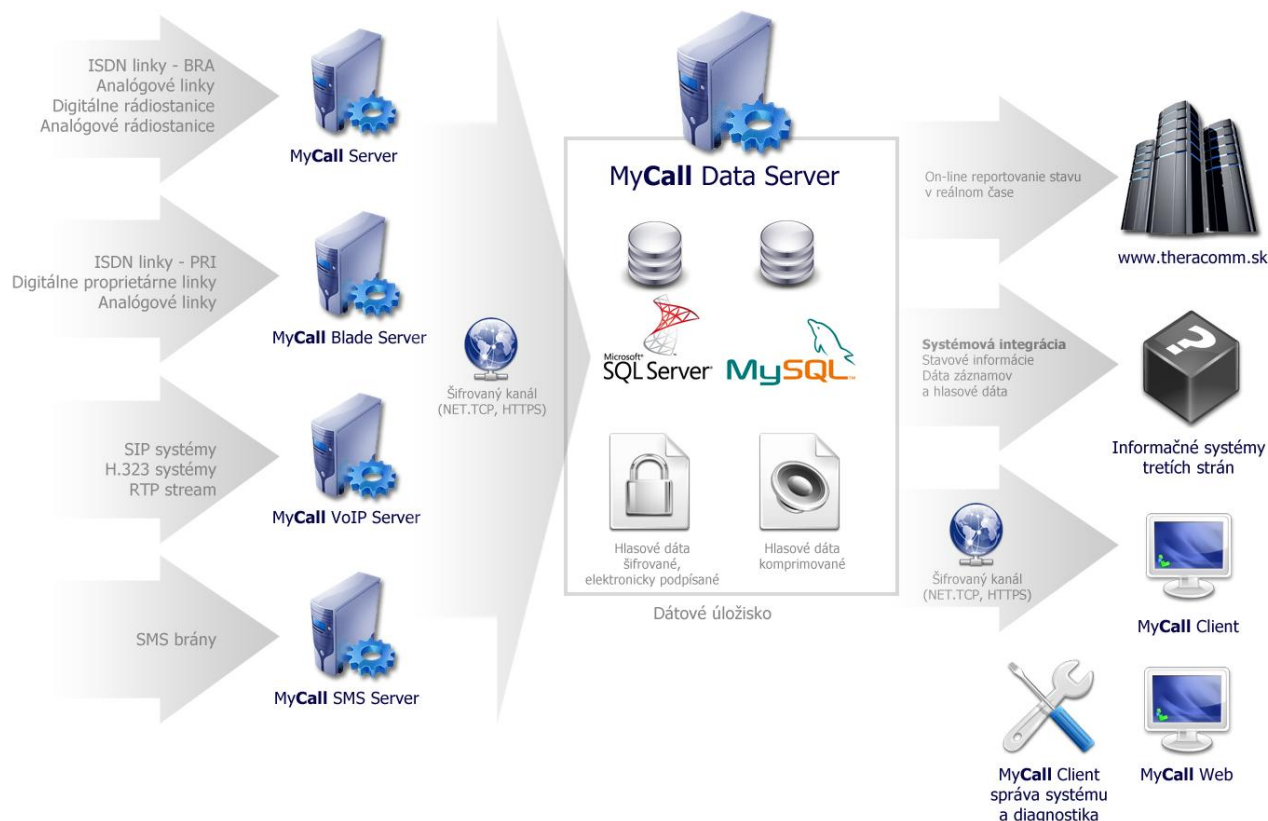 ISDN linky - BRA
Analógové linky
Digitálne rádiostanice
Analógové rádiostanice
MyCall Server
ISDN linky - PRI
Digitálne proprietárne linky
Analógové linky
MyCall Blade Server
SIP systémy
H.323 systémy
RTP stream
MyCall VoIP Server
SMS brány
MyCall SMS Server
Šifrovaný kanál
(NET.TCP, HTTPS)
MyCall Data Server
Microsoft®
SQL Server®
MySQL™
Hlasové dáta
šifrované,
elektronicky podpísané
Hlasové dáta
komprimované
Dátové úložisko
On-line reportovanie stavu
v reálnom čase
www.theracomm.sk
Systémová integrácia
Stavové informácie
Dáta záznamov
a hlasové dáta
?
Informačné systémy
tretích strán
Šifrovaný kanál
(NET.TCP, HTTPS)
MyCall Client
MyCall Client
správa systému
a diagnostika
MyCall Web